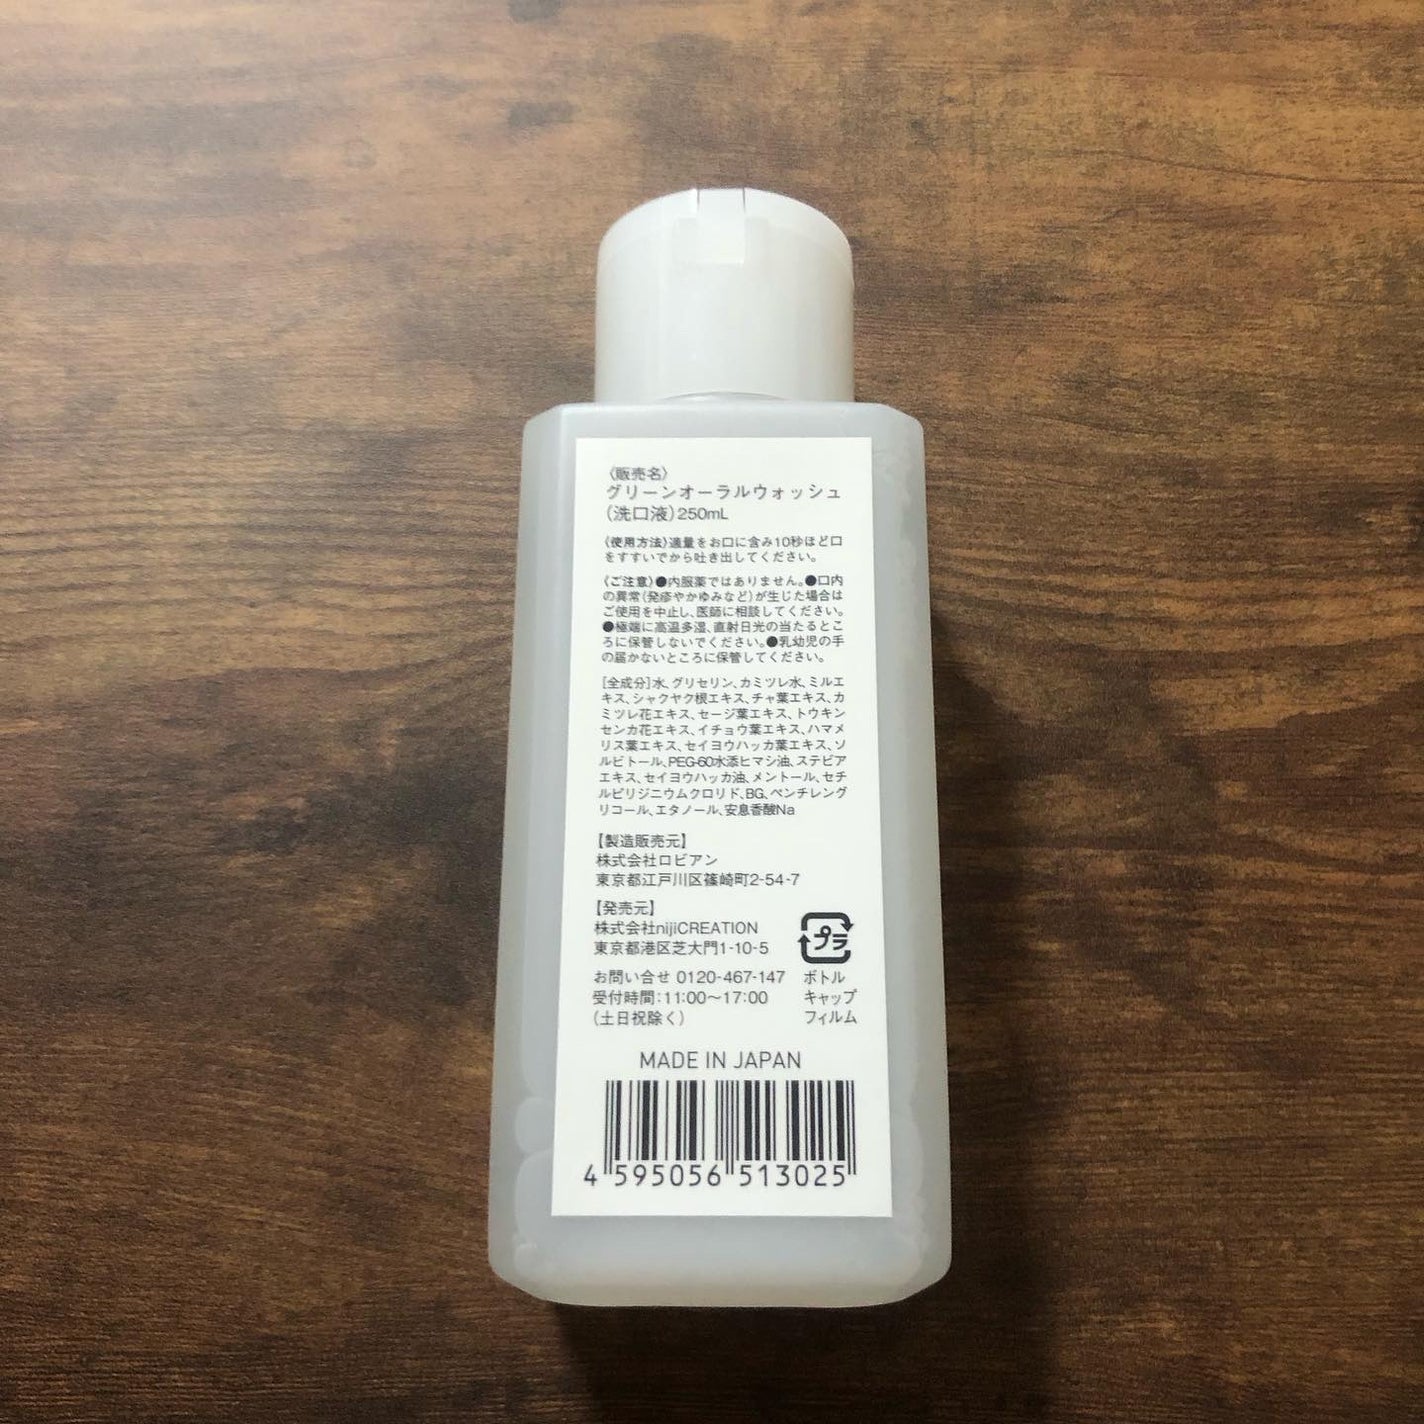 〈販売名〉
グリーンオーラルウォッシュ
(洗口液)250mL
〈使用方法〉適量をお口に含み10秒ほど口
をすすいでから吐き出してください。
〈ご注意〉●内服薬ではありません。●口内
の異常(発疹やかゆみなど)が生じた場合は
ご使用を中止し、医師に相談してください。
●極端に高温多湿、直射日光の当たるとこ
ろに保管しないでください。●乳幼児の手
の届かないところに保管してください。
[全成分]水、グリセリン、カミツレ水、ミルエ
キス、シャクヤク根エキス、チャ葉エキス、カ
ミツレ花エキス、セージ葉エキス、トウキン
センカ花エキス、イチョウ葉エキス、ハマメ
リス葉エキス、セイヨウハッカ葉エキス、ソ
ルビトール、PEG-60水添ヒマシ油、ステビア
エキス、セイヨウハッカ油、メントール、セチ
ルピリジニウムクロリド、BG、ペンチレング
リコール、エタノール、安息香酸Na
【製造販売元】
株式会社ロビアン
東京都江戸川区篠崎町2-54-7
【発売元】
株式会社nijiCREATION
東京都港区芝大門1-10-5
お問い合せ 0120-467-147
受付時間：11:00〜17:00
(土日祝除く)
プラ
ボトル
キャップ
フィルム
MADE IN JAPAN
4 595056 513025